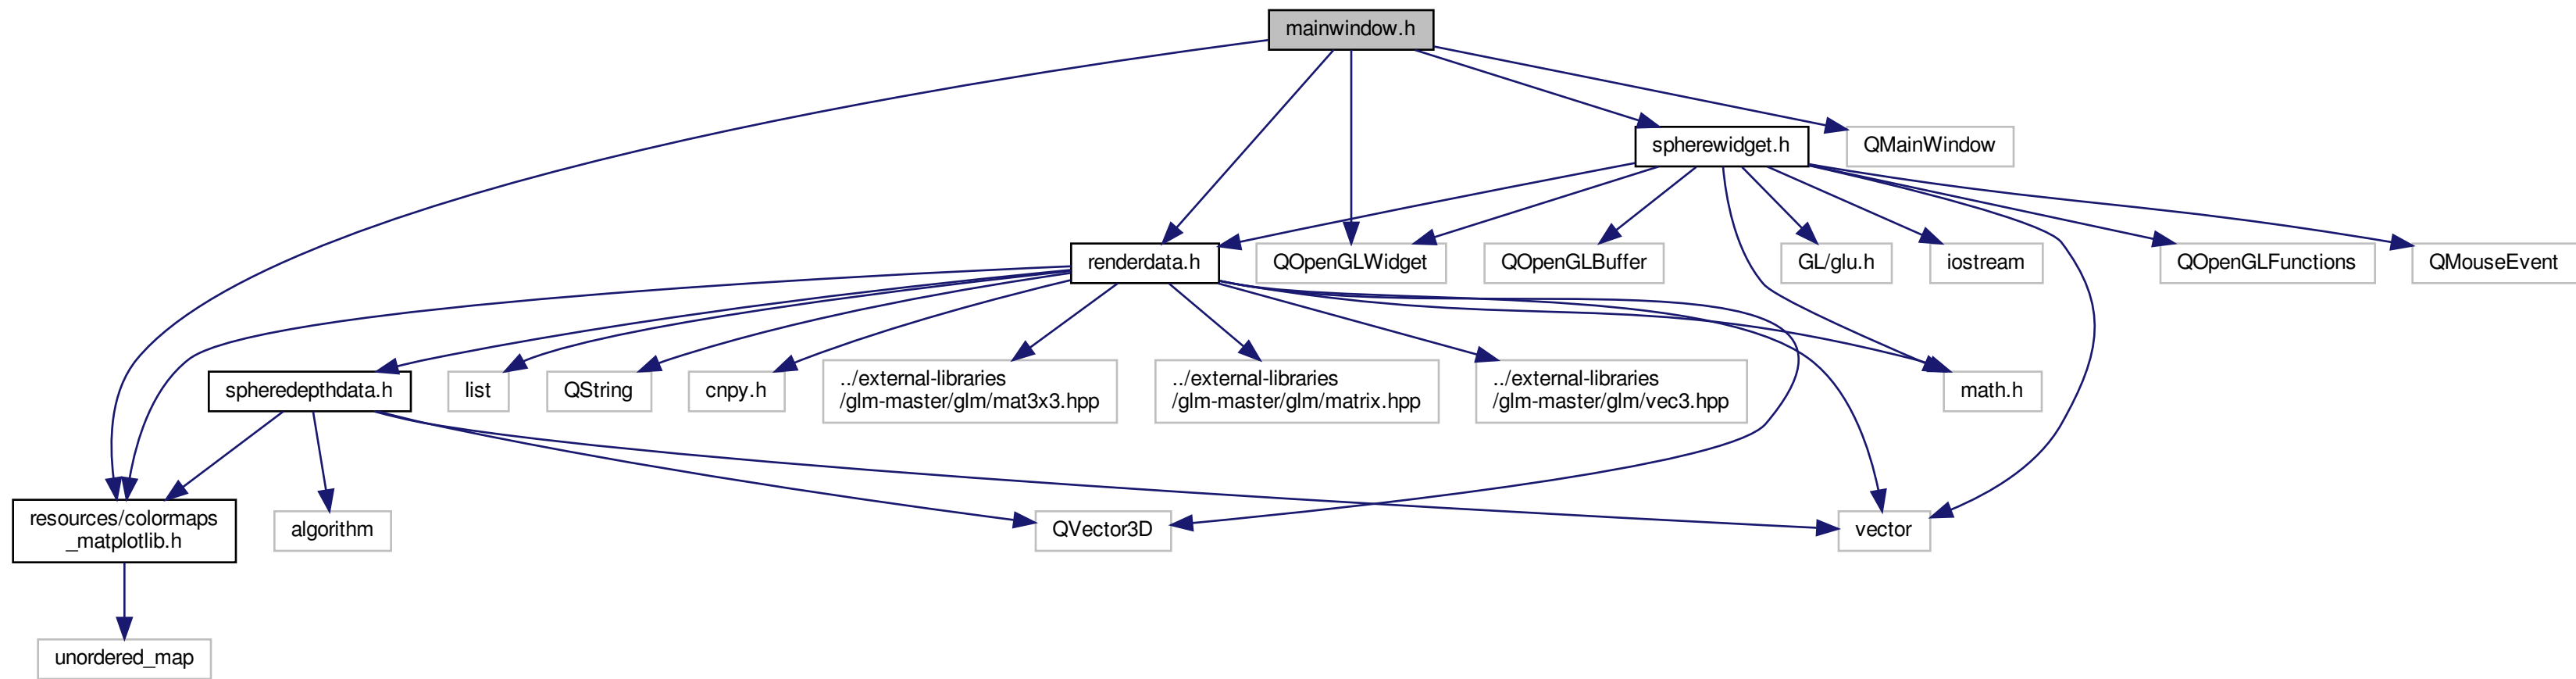 mainwindow.h
spherewidget.h
QMainWindow
renderdata.h
QOpenGLWidget
QOpenGLBuffer
GL/glu.h
iostream
QOpenGLFunctions
QMouseEvent
spheredepthdata.h
list
QString
cnpy.h
../external-libraries
/glm-master/glm/mat3x3.hpp
../external-libraries
/glm-master/glm/matrix.hpp
../external-libraries
/glm-master/glm/vec3.hpp
math.h
resources/colormaps
_matplotlib.h
algorithm
QVector3D
vector
unordered_map